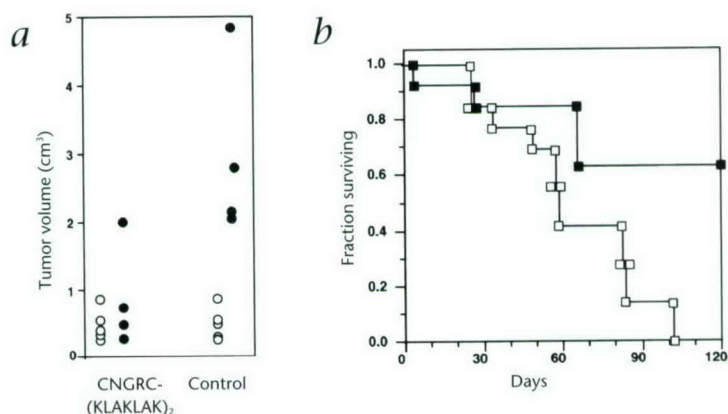 a
Tumor volume (cm³)
5
4
3
2
1
0
CNGRC-
(KLAKLAK)₂
Control
b
Fraction surviving
1.0
0.8
0.6
0.4
0.2
0.0
0
30
60
90
120
Days